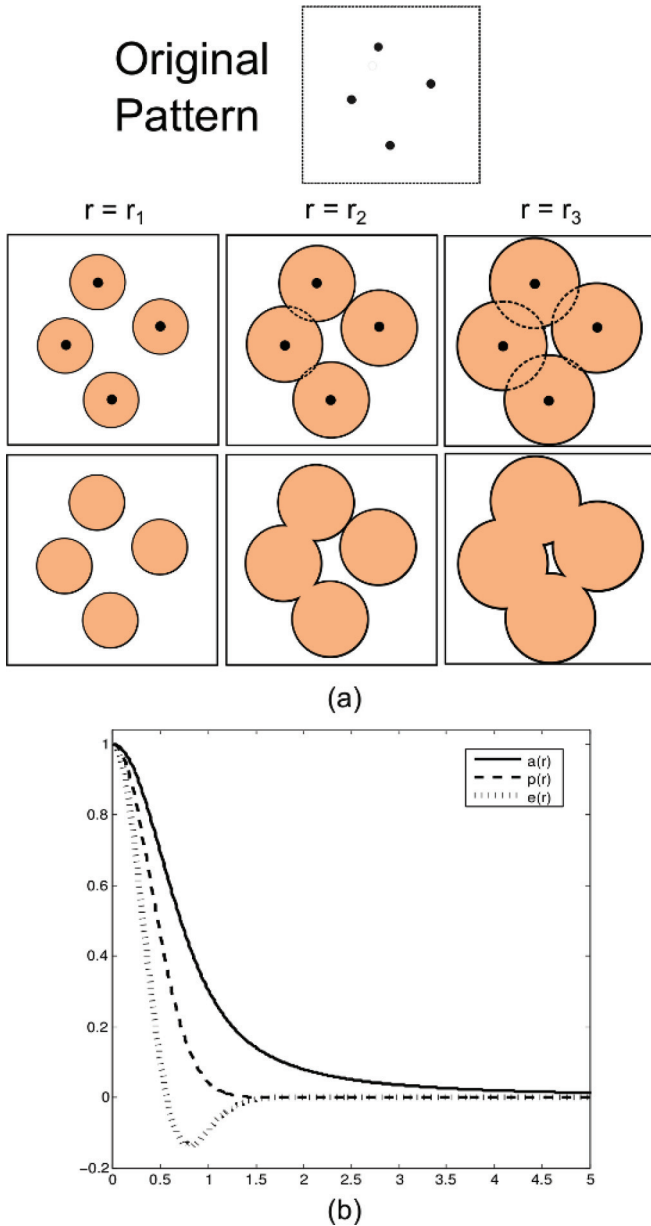 Original
Pattern
r = r₁ r = r₂ r = r₃
(a)
1
0.8
0.6
0.4
0.2
0
−0.2
a(r)
p(r)
e(r)
0 0.5 1 1.5 2 2.5 3 3.5 4 4.5 5
(b)